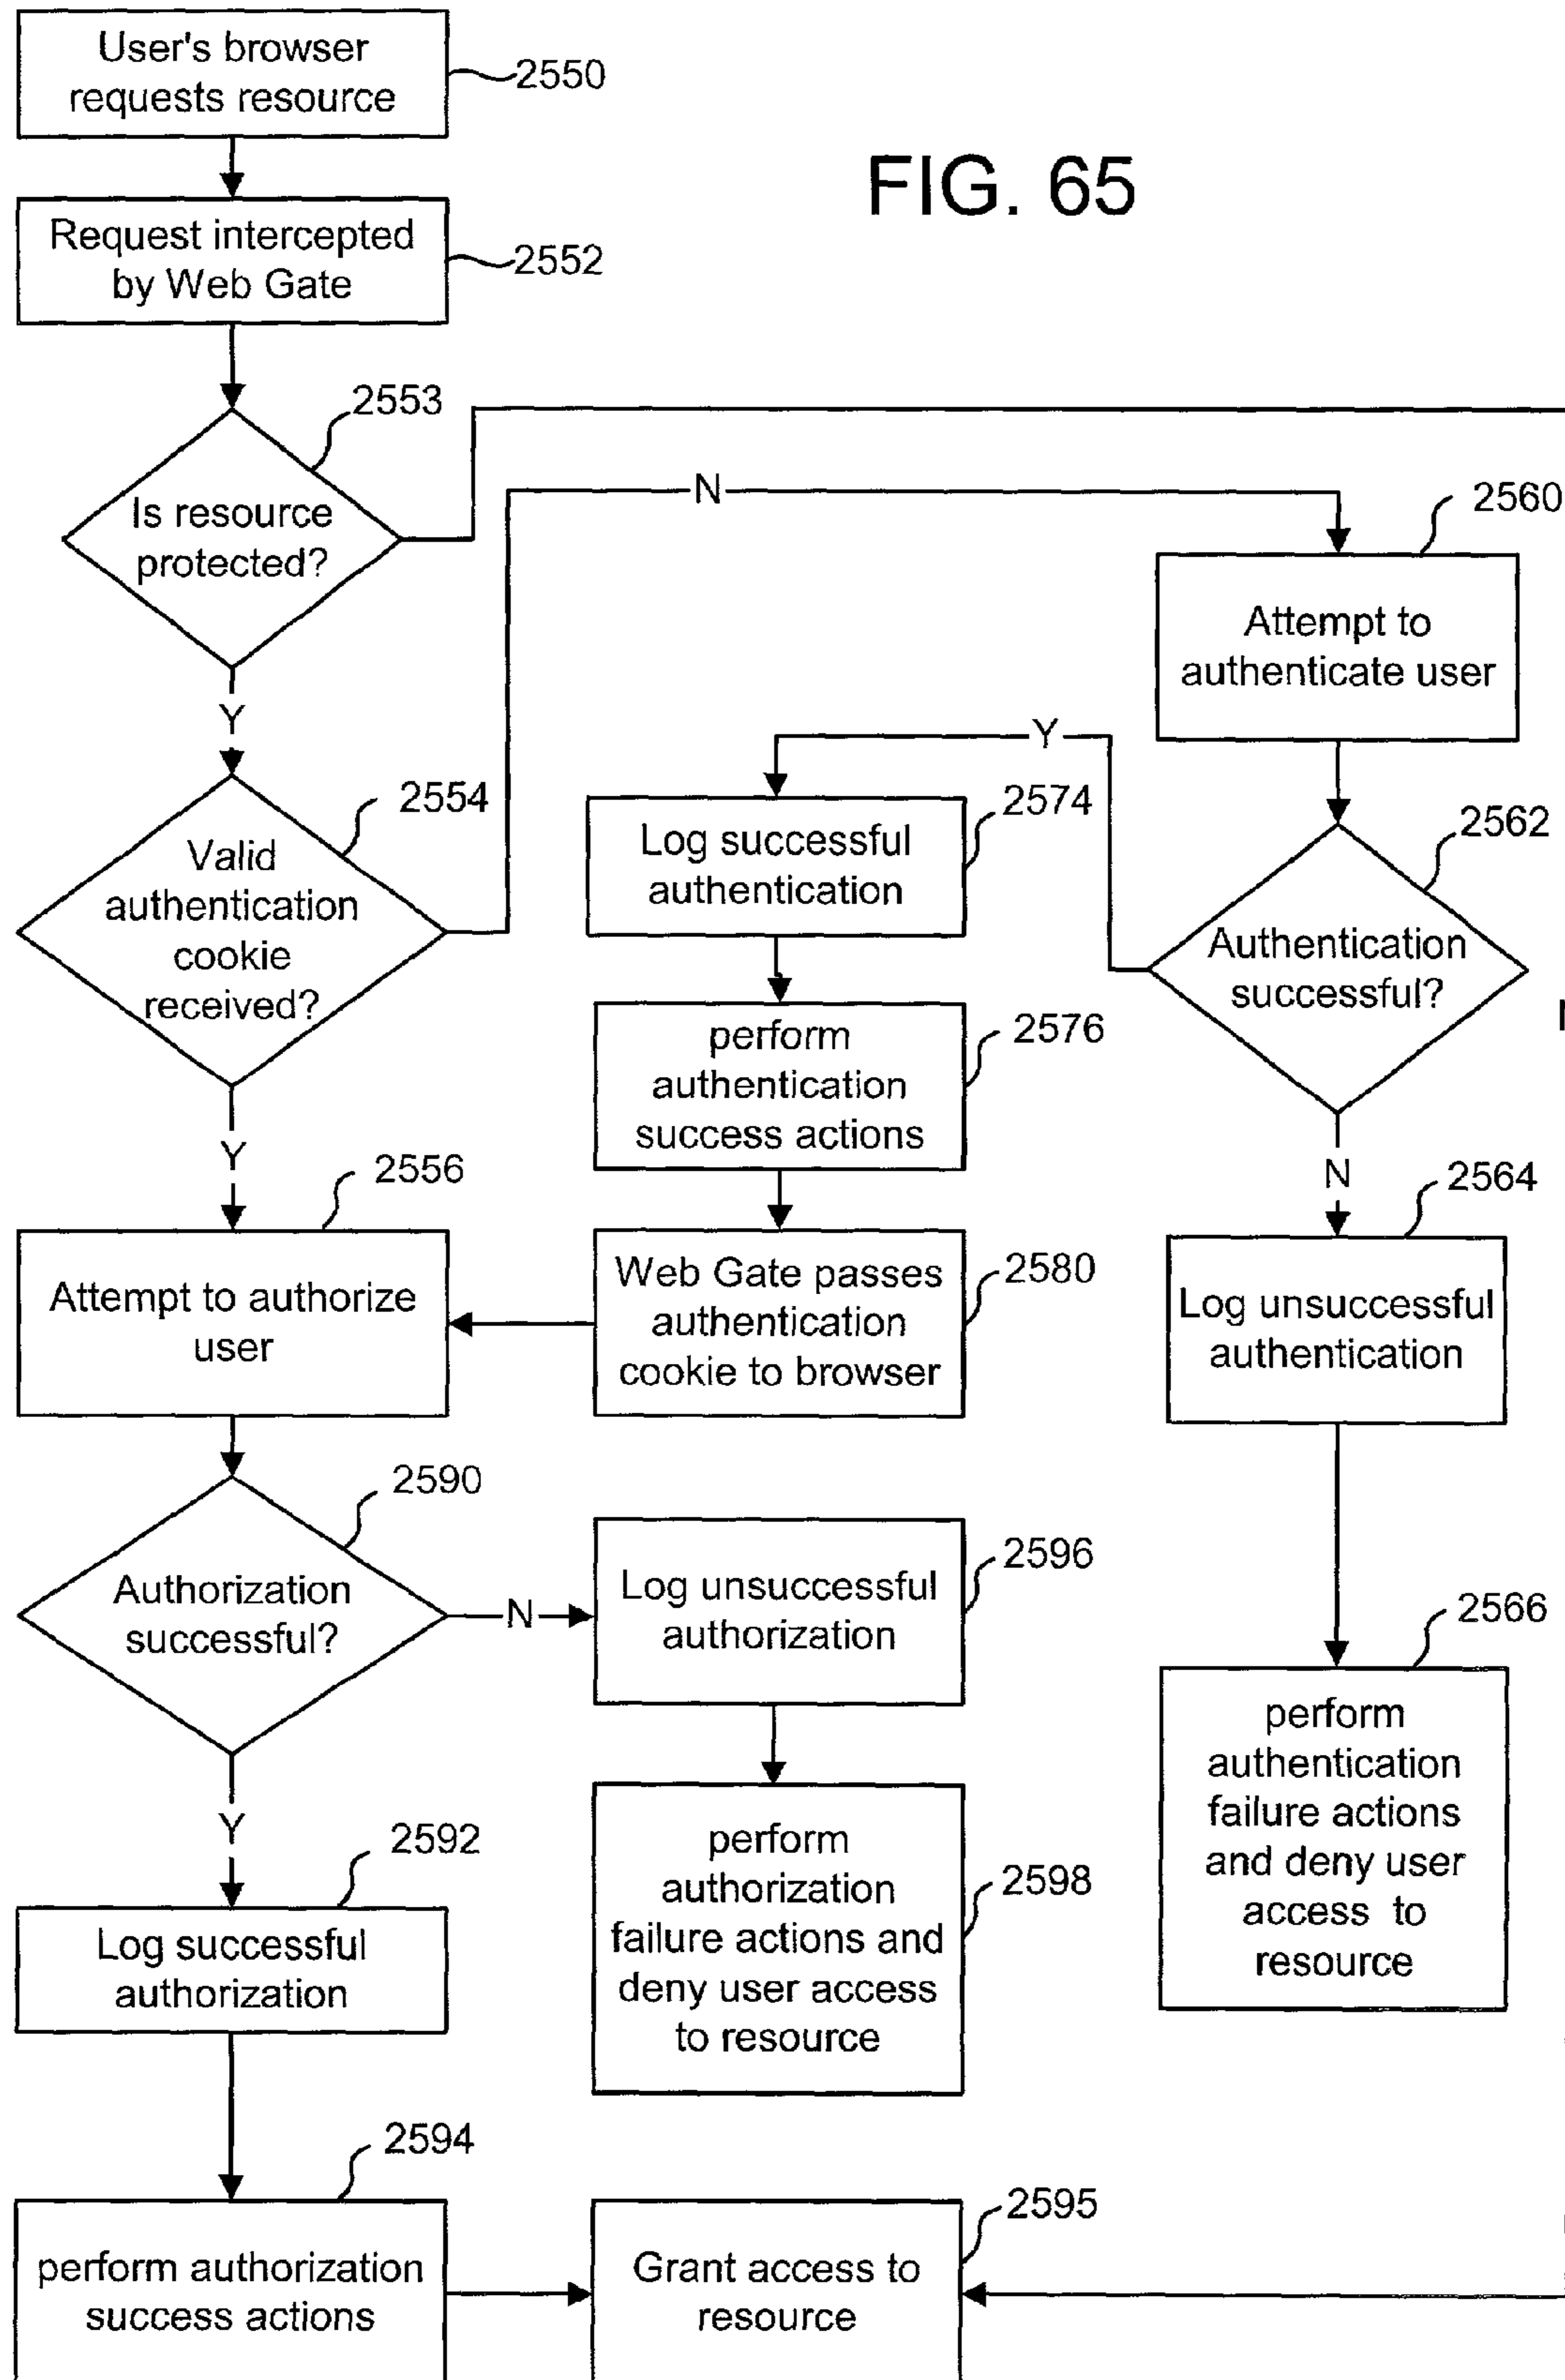 User's browser
requests resource
2550
FIG. 65
Request intercepted
by Web Gate
2552
2553
Is resource
protected?
N
2560
Attempt to
authenticate user
Y
Y
2554
Valid
authentication
cookie
received?
2574
Log successful
authentication
2562
Authentication
successful?
2576
perform
authentication
success actions
Y
N
2556
2564
Attempt to authorize
user
Web Gate passes
authentication
cookie to browser
2580
Log unsuccessful
authentication
2590
Authorization
successful?
N
2596
Log unsuccessful
authorization
2566
perform
authentication
failure actions
and deny user
access to
resource
Y
2592
Log successful
authorization
perform
authorization
failure actions and
deny user access
to resource
2598
2594
perform authorization
success actions
2595
Grant access to
resource